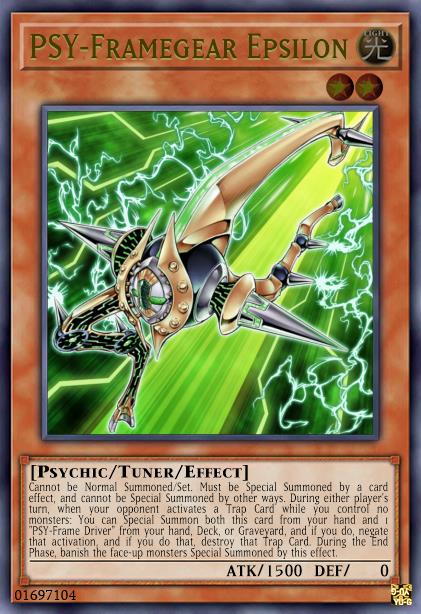 PSY-Framegear Epsilon
LIGHT
光
[Psychic/Tuner/Effect]
Cannot be Normal Summoned/Set. Must be Special Summoned by a card
effect, and cannot be Special Summoned by other ways. During either player's
turn, when your opponent activates a Trap Card while you control no
monsters: You can Special Summon both this card from your hand and 1
"PSY-Frame Driver" from your hand, Deck, or Graveyard, and if you do, negate
that activation, and if you do that, destroy that Trap Card. During the End
Phase, banish the face-up monsters Special Summoned by this effect.
ATK/1500 DEF/ 0
01697104